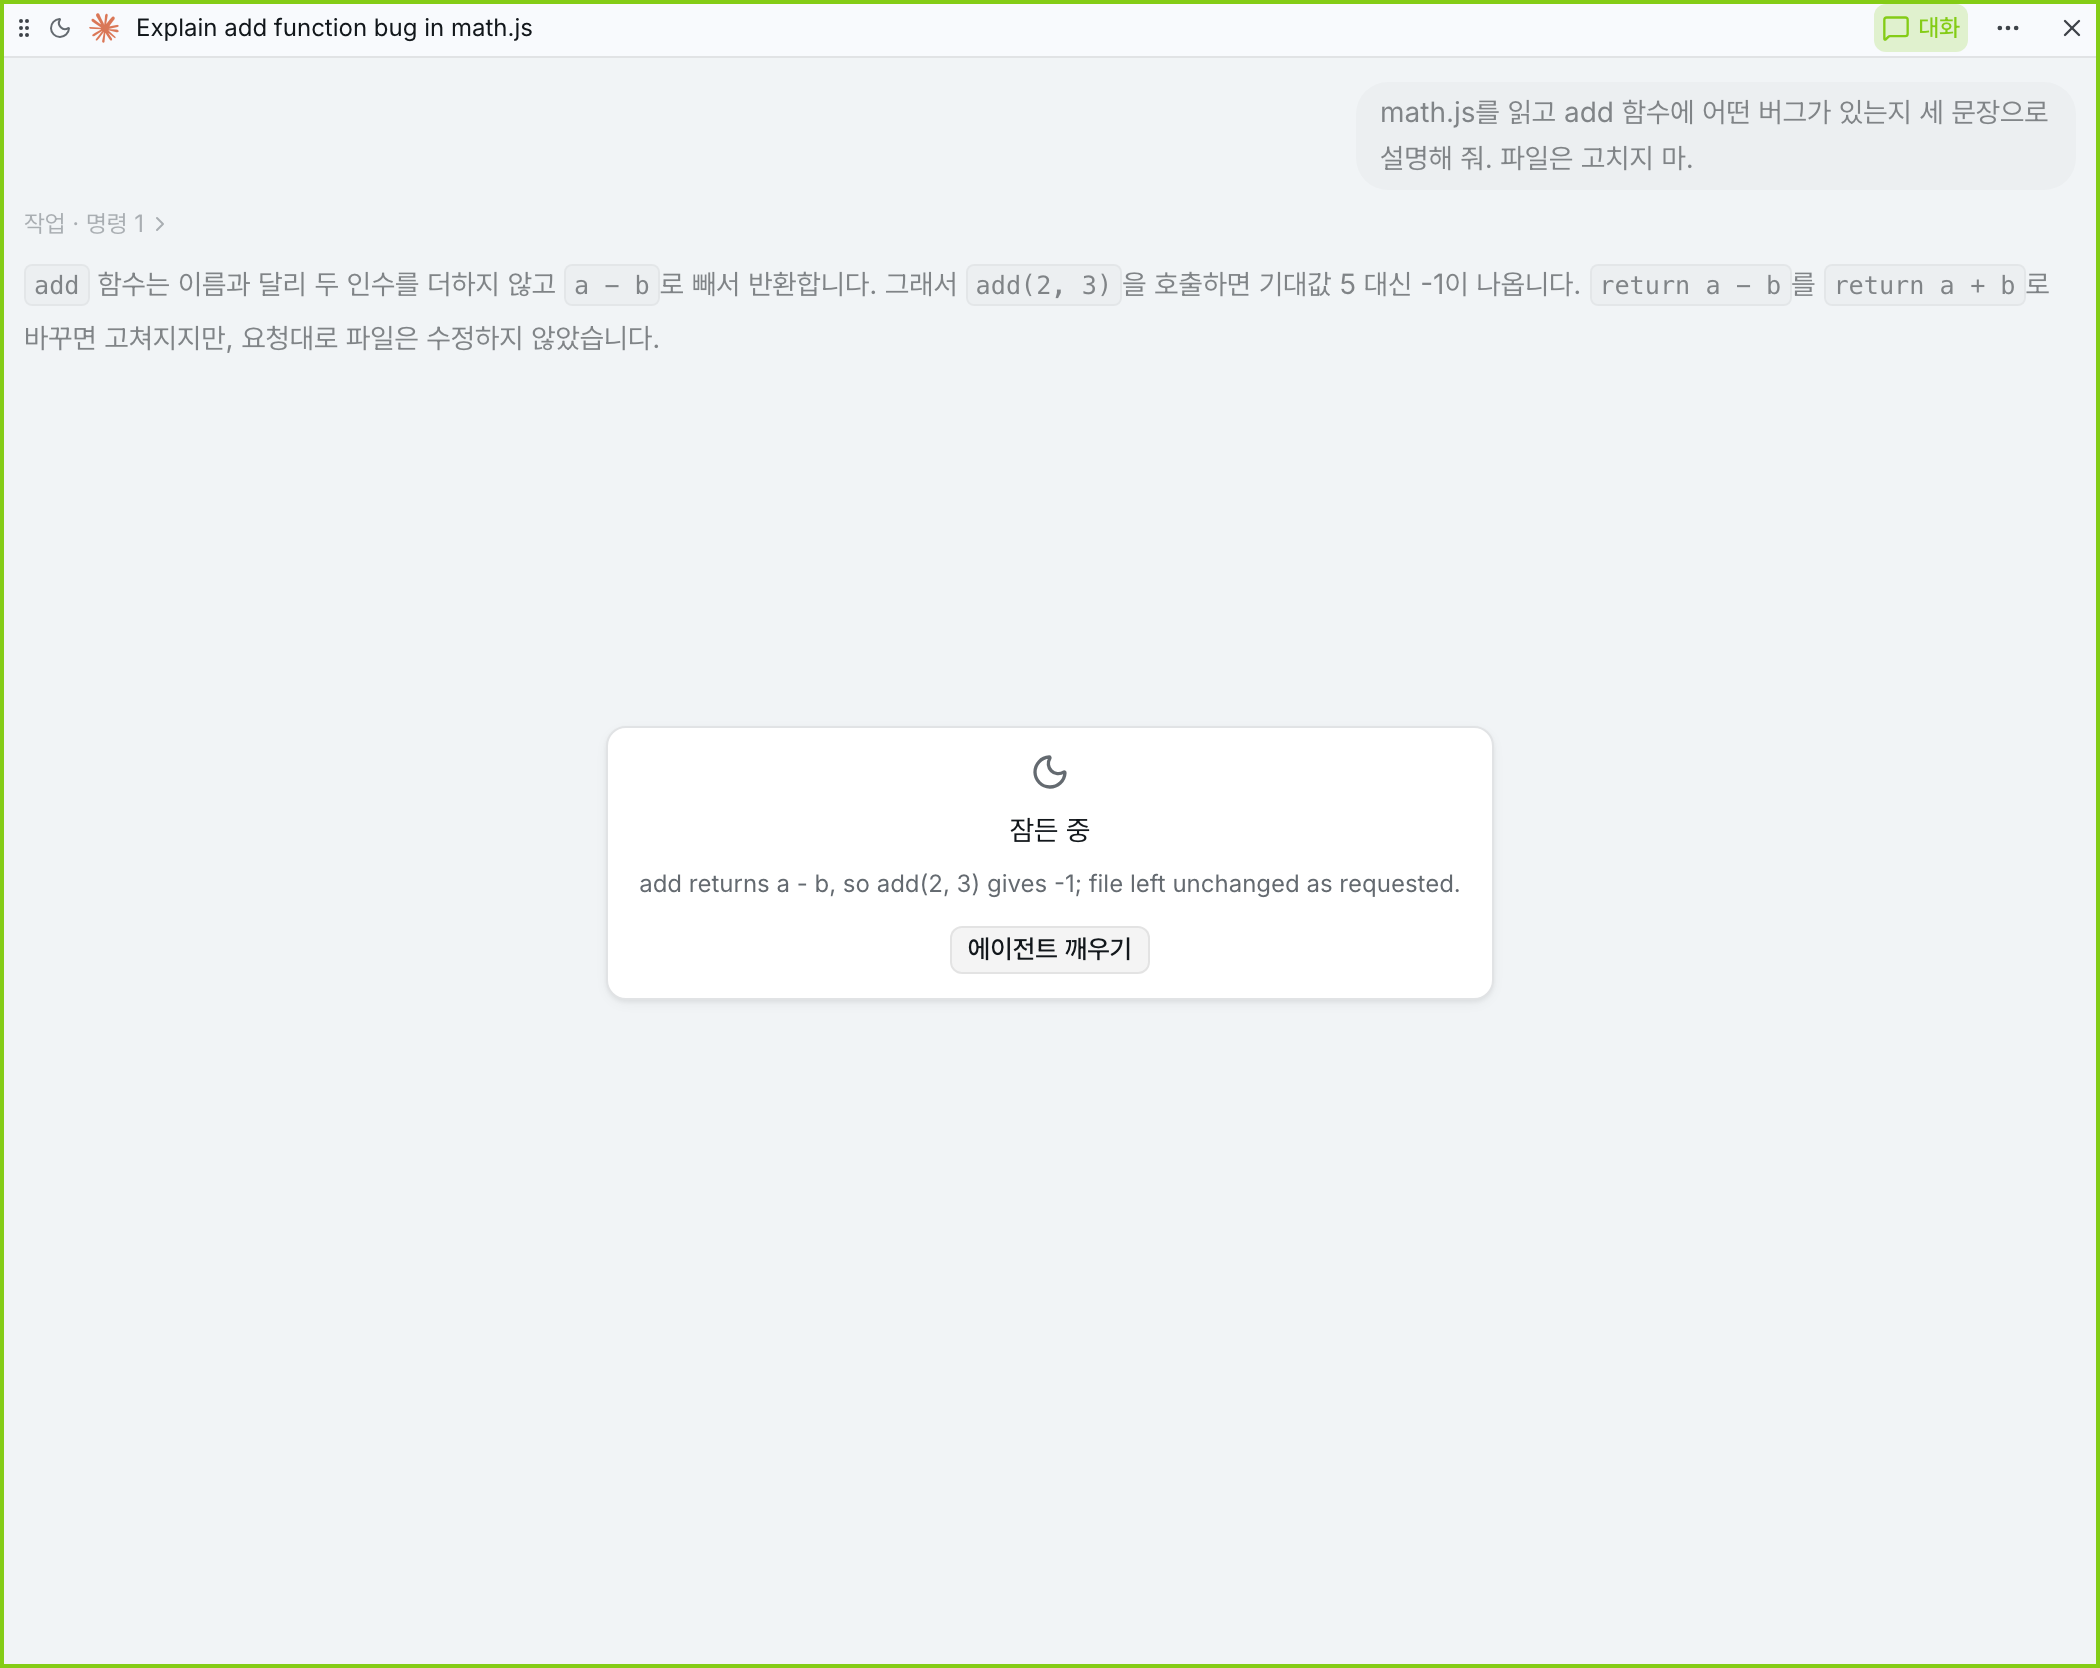 Explain add function bug in math.js
대화
math.js를 읽고 add 함수에 어떤 버그가 있는지 세 문장으로
설명해 줘. 파일은 고치지 마.
작업 · 명령 1
add 함수는 이름과 달리 두 인수를 더하지 않고 a - b로 빼서 반환합니다. 그래서 add(2, 3)을 호출하면 기대값 5 대신 -1이 나옵니다. return a - b를 return a + b로
바꾸면 고쳐지지만, 요청대로 파일은 수정하지 않았습니다.
잠든 중
add returns a - b, so add(2, 3) gives -1; file left unchanged as requested.
에이전트 깨우기